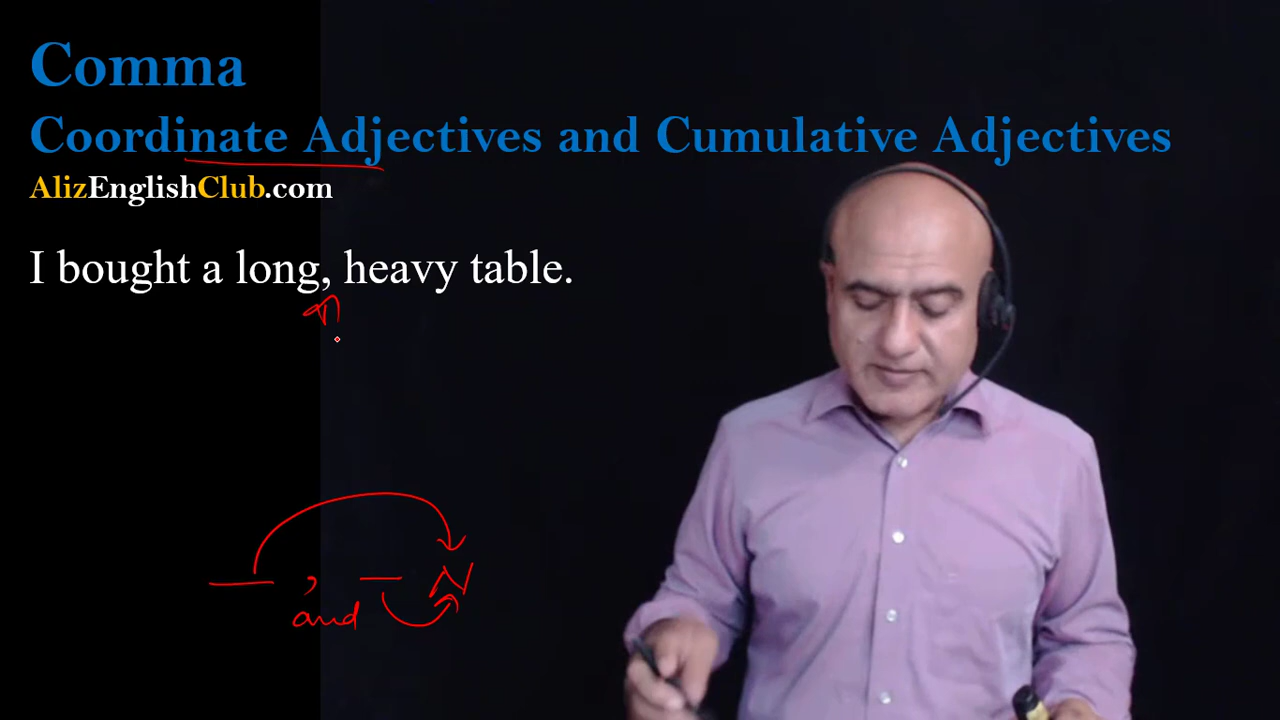 Comma
Coordinate Adjectives and Cumulative Adjectives
AlizEnglishClub.com
I bought a long, heavy table.
, N
and